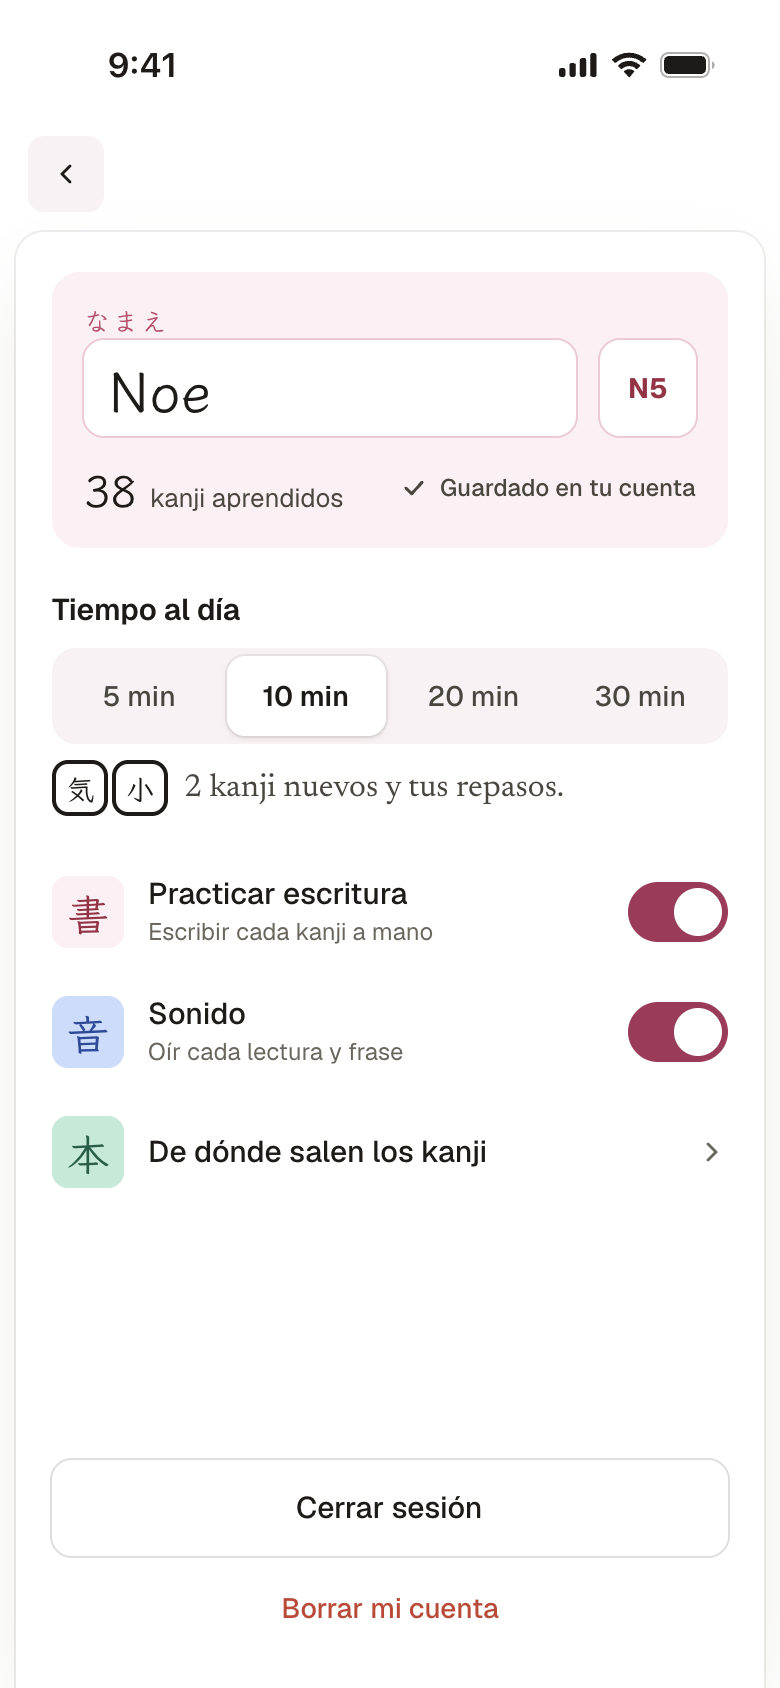 9:41
なまえ
Noe
N5
38 kanji aprendidos
Guardado en tu cuenta
Tiempo al día
5 min 10 min 20 min 30 min
気 小 2 kanji nuevos y tus repasos.
書 Practicar escritura
Escribir cada kanji a mano
音 Sonido
Oír cada lectura y frase
本 De dónde salen los kanji
Cerrar sesión
Borrar mi cuenta